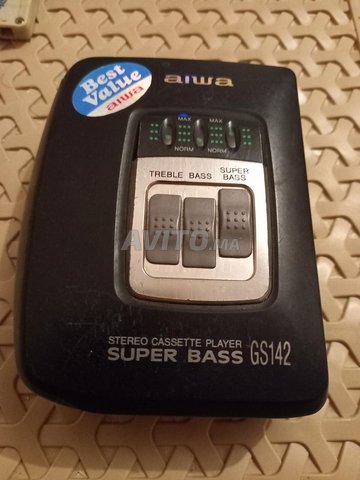 Best
Value
aiwa
aiwa
MAX MAX
NORM NORM
TREBLE BASS SUPER BASS
AVITO.MA
STEREO CASSETTE PLAYER
SUPER BASS GS142